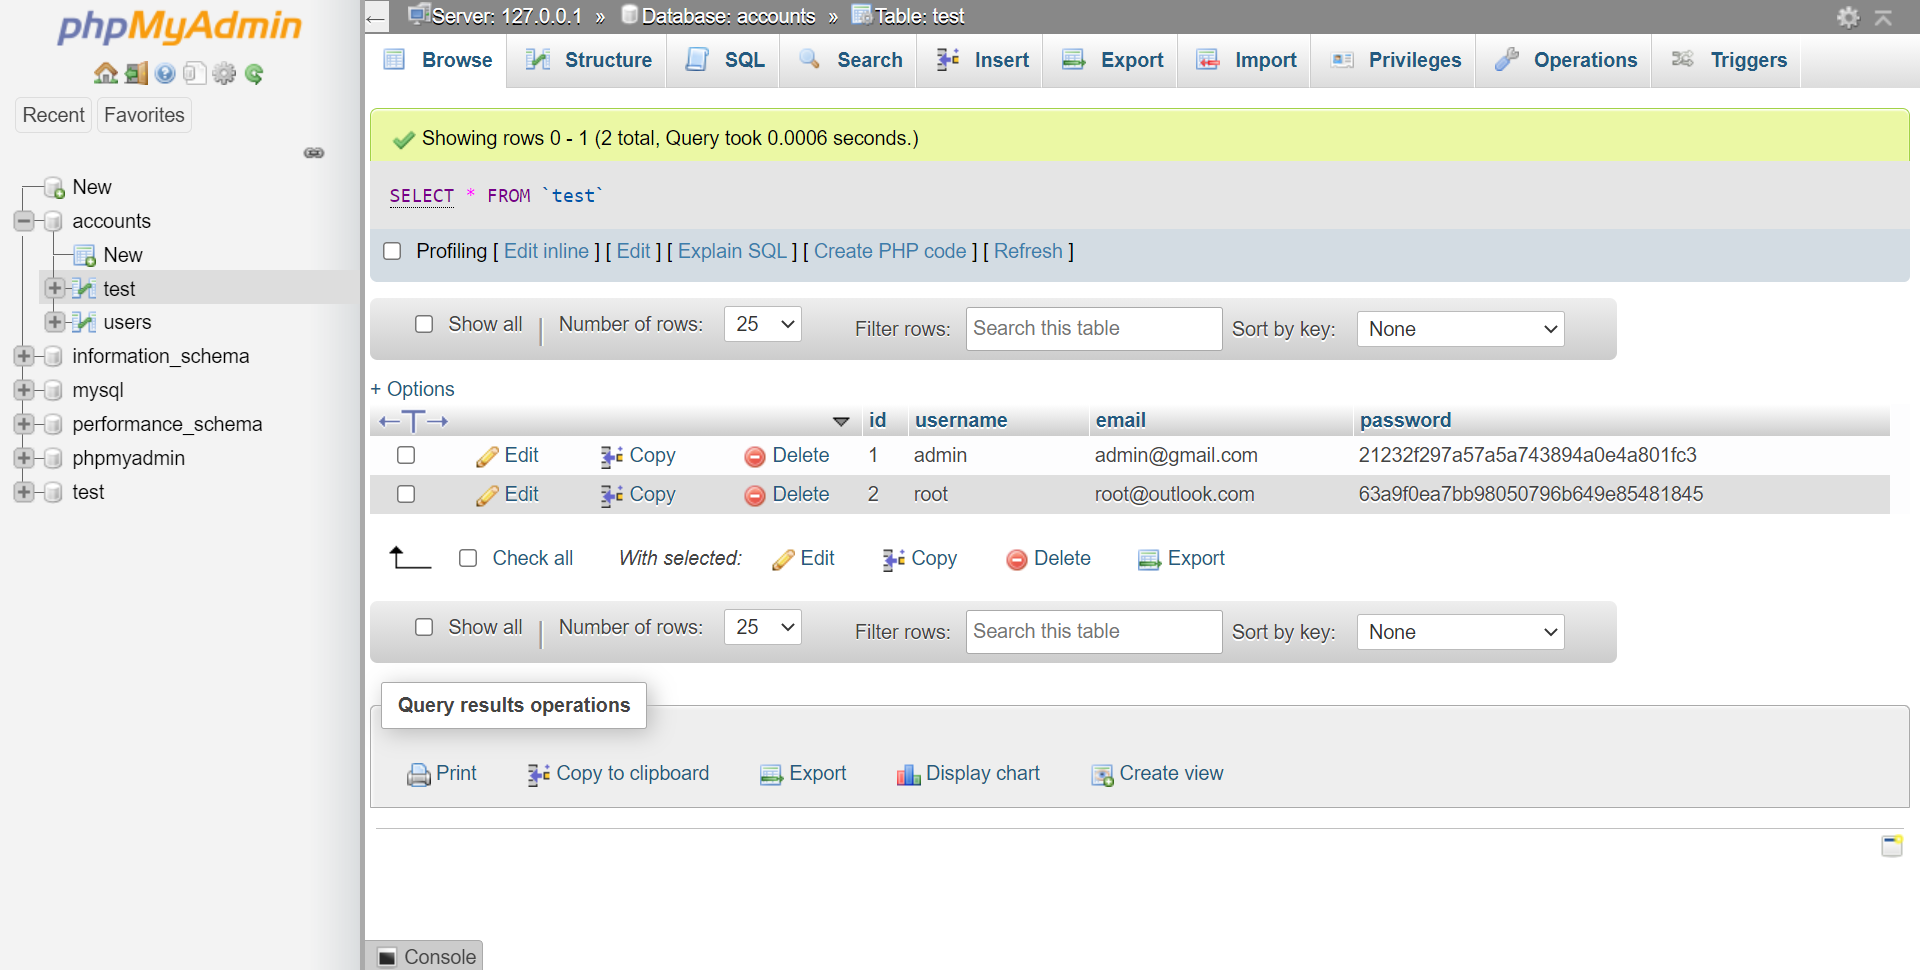 phpMyAdmin
Recent Favorites
New
accounts
New
test
users
information_schema
mysql
performance_schema
phpmyadmin
test
Server: 127.0.0.1 » Database: accounts » Table: test
Browse Structure SQL Search Insert Export Import Privileges Operations Triggers
Showing rows 0 - 1 (2 total, Query took 0.0006 seconds.)
SELECT * FROM `test`
Profiling [ Edit inline ] [ Edit ] [ Explain SQL ] [ Create PHP code ] [ Refresh ]
Show all Number of rows: 25 Filter rows: Search this table Sort by key: None
+ Options
←T→ id username email password
Edit Copy Delete 1 admin admin@gmail.com 21232f297a57a5a743894a0e4a801fc3
Edit Copy Delete 2 root root@outlook.com 63a9f0ea7bb98050796b649e85481845
Check all With selected: Edit Copy Delete Export
Show all Number of rows: 25 Filter rows: Search this table Sort by key: None
Query results operations
Print Copy to clipboard Export Display chart Create view
Console